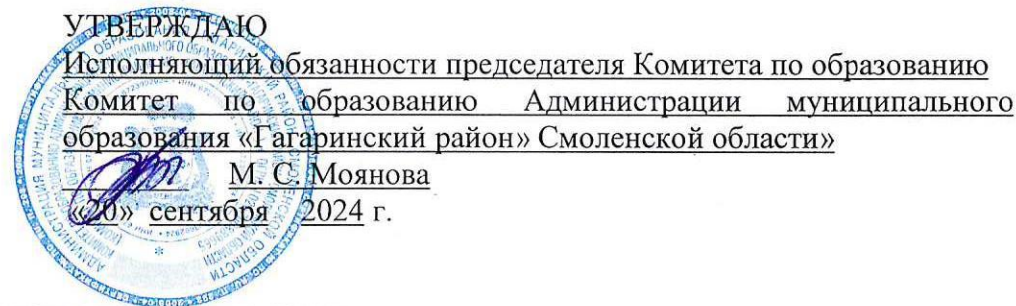 УТВЕРЖДАЮ
Исполняющий обязанности председателя Комитета по образованию
Комитет по образованию Администрации муниципального
образования «Гагаринский район» Смоленской области»
М. С. Моянова
«20» сентября 2024 г.